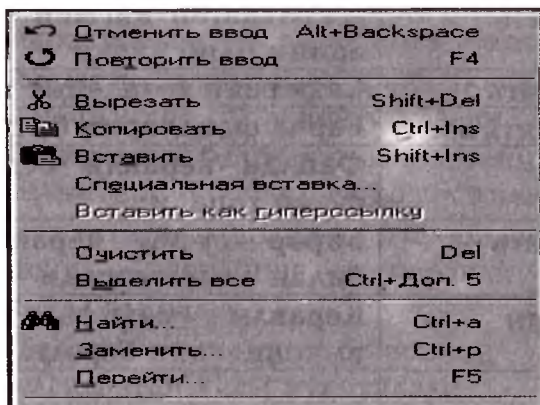 Отменить ввод Alt+Backspace
Повторить ввод F4
Вырезать Shift+Del
Копировать Ctrl+Ins
Вставить Shift+Ins
Специальная вставка...
Вставить как гиперссылку
Очистить Del
Выделить все Ctrl+Доп. 5
Найти... Ctrl+а
Заменить... Ctrl+р
Перейти... F5